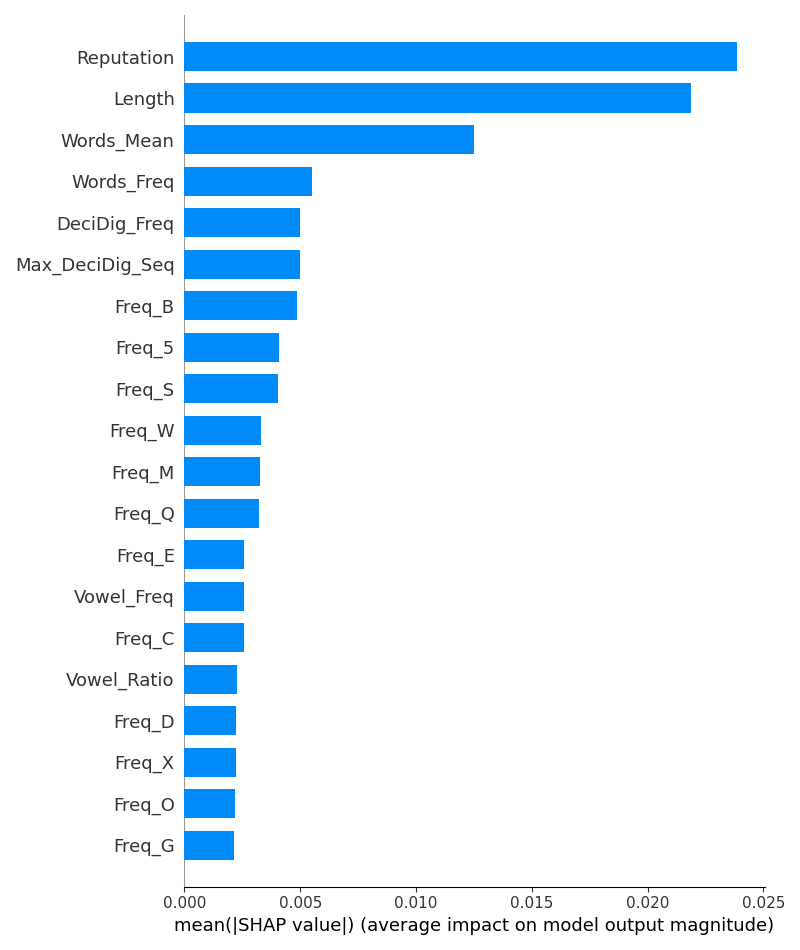 Reputation
Length
Words_Mean
Words_Freq
DeciDig_Freq
Max_DeciDig_Seq
Freq_B
Freq_5
Freq_S
Freq_W
Freq_M
Freq_Q
Freq_E
Vowel_Freq
Freq_C
Vowel_Ratio
Freq_D
Freq_X
Freq_O
Freq_G
0.000 0.005 0.010 0.015 0.020 0.025
mean(|SHAP value|) (average impact on model output magnitude)